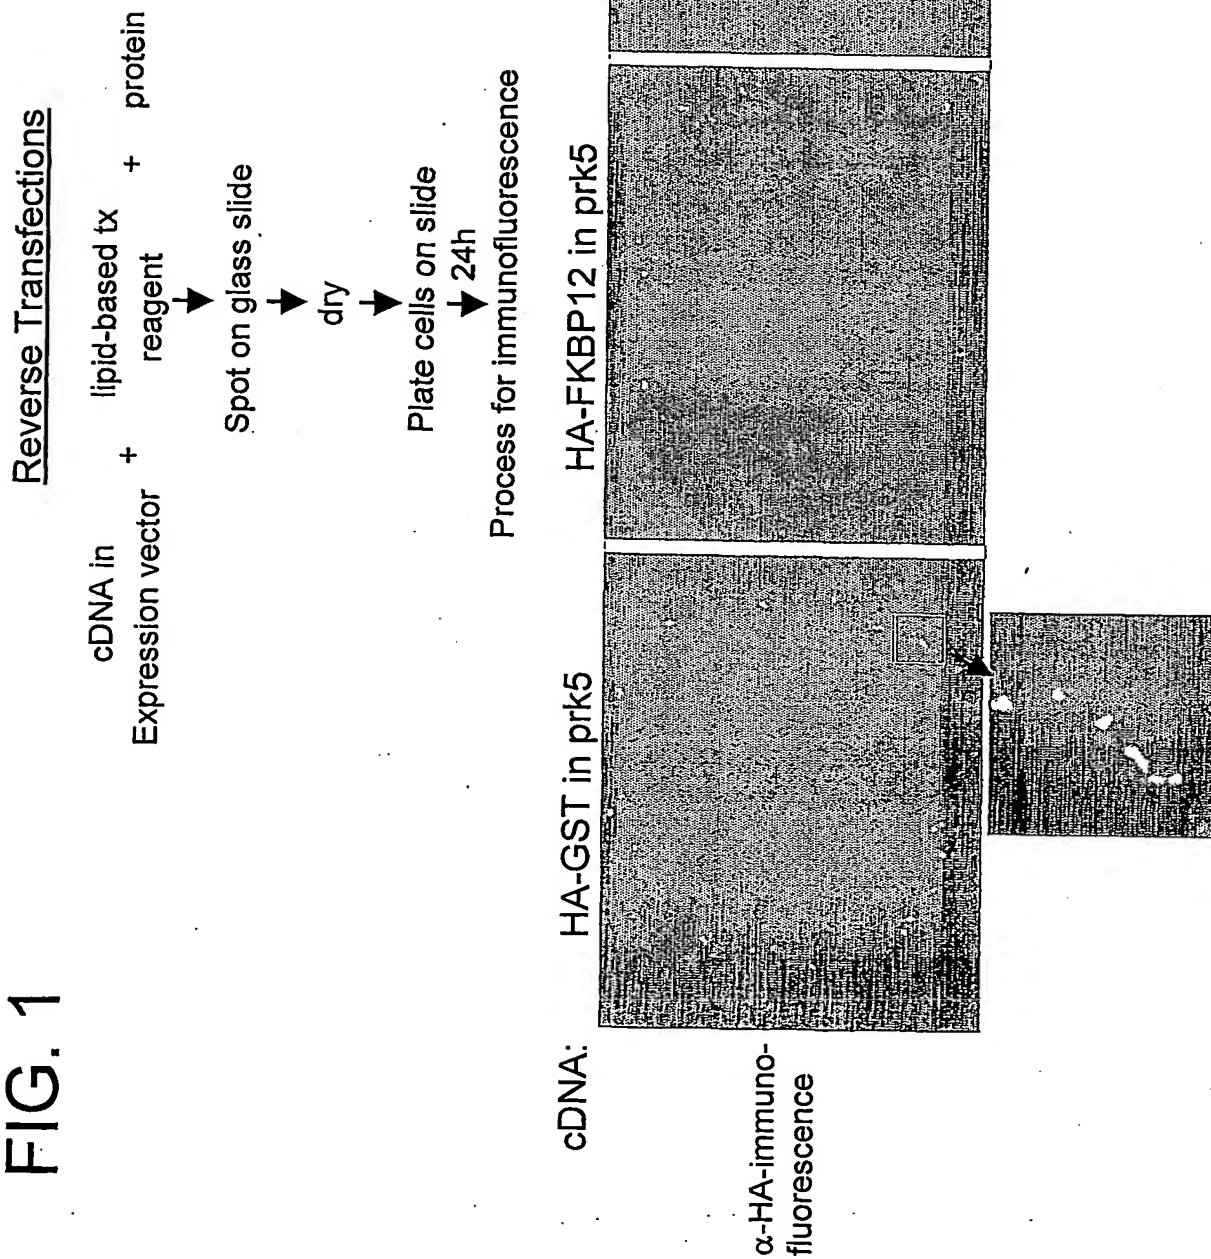 FIG. 1
Reverse Transfections
cDNA in
Expression vector
+
lipid-based tx
reagent
+
protein
Spot on glass slide
dry
Plate cells on slide
24h
Process for immunofluorescence
cDNA:
HA-GST in prk5
HA-FKBP12 in prk5
α-HA-immuno-
fluorescence